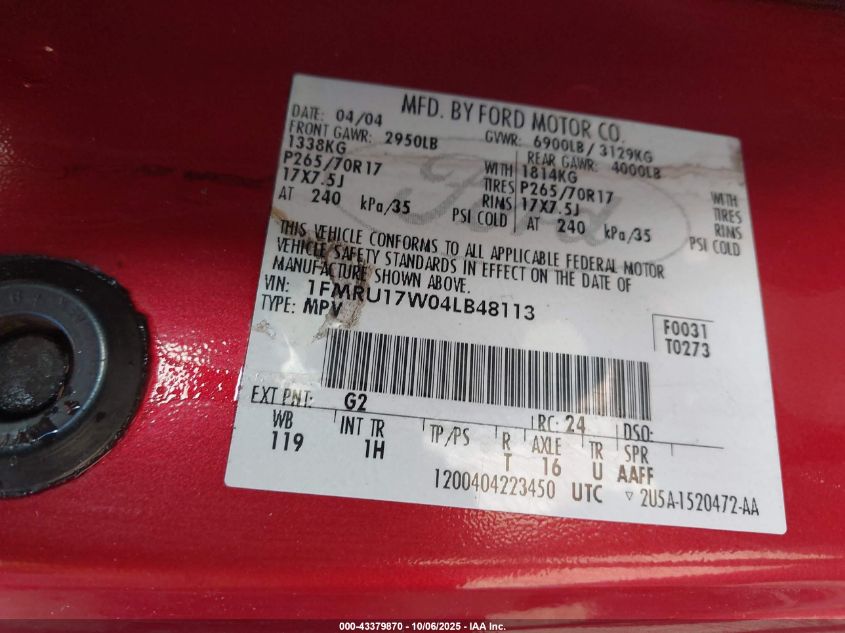 MFD. BY FORD MOTOR CO.
DATE: 04/04 GVWR: 6900LB / 3129KG
FRONT GAWR: 2950LB REAR GAWR: 4000LB
1338KG WITH 1814KG WITH
P265/70R17 TIRES P265/70R17 TIRES
17X7.5J RIMS 17X7.5J RIMS
AT 240 kPa/35 PSI COLD AT 240 kPa/35 PSI COLD
THIS VEHICLE CONFORMS TO ALL APPLICABLE FEDERAL MOTOR
VEHICLE SAFETY STANDARDS IN EFFECT ON THE DATE OF
MANUFACTURE SHOWN ABOVE.
VIN: 1FMRU17W04LB48113
TYPE: MPV
F0031
T0273
EXT PNT: G2 RC: 24 DSO:
WB INT TR TP/PS R AXLE TR SPR
119 1H T 16 U AAFF
1200404223450 UTC ▽ 2U5A-1520472-AA
Ford
000-43379870 - 10/06/2025 - IAA Inc.